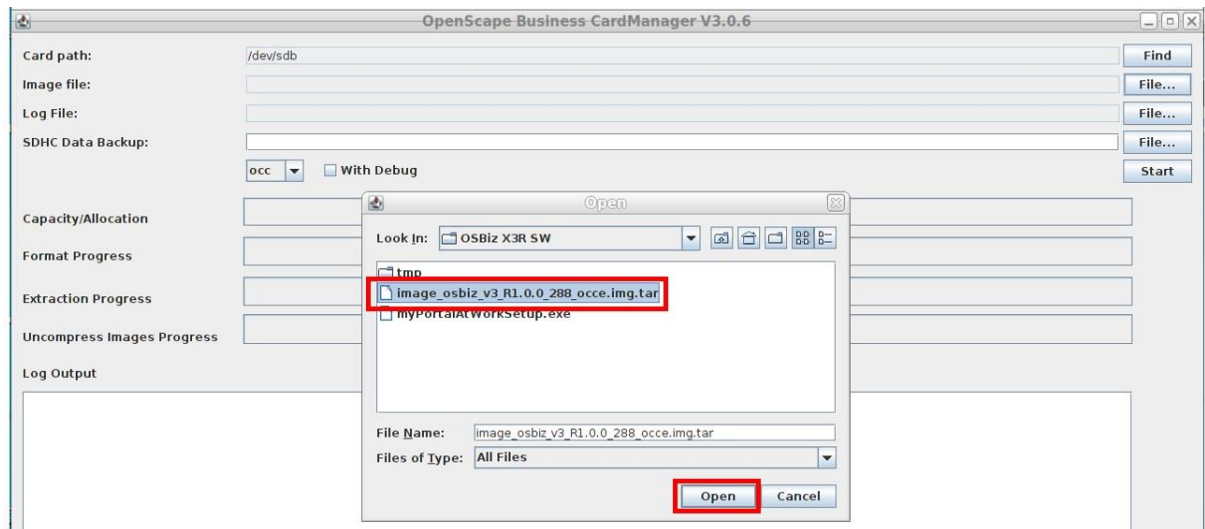 OpenScape Business CardManager V3.0.6
Card path: /dev/sdb Find
Image file: File...
Log File: File...
SDHC Data Backup: File...
occ With Debug Start
Capacity/Allocation
Format Progress
Extraction Progress
Uncompress Images Progress
Log Output
Open
Look In: OSBiz X3R SW
tmp
image_osbiz_v3_R1.0.0_288_occe.img.tar
myPortalAtWorkSetup.exe
File Name: image_osbiz_v3_R1.0.0_288_occe.img.tar
Files of Type: All Files
Open Cancel